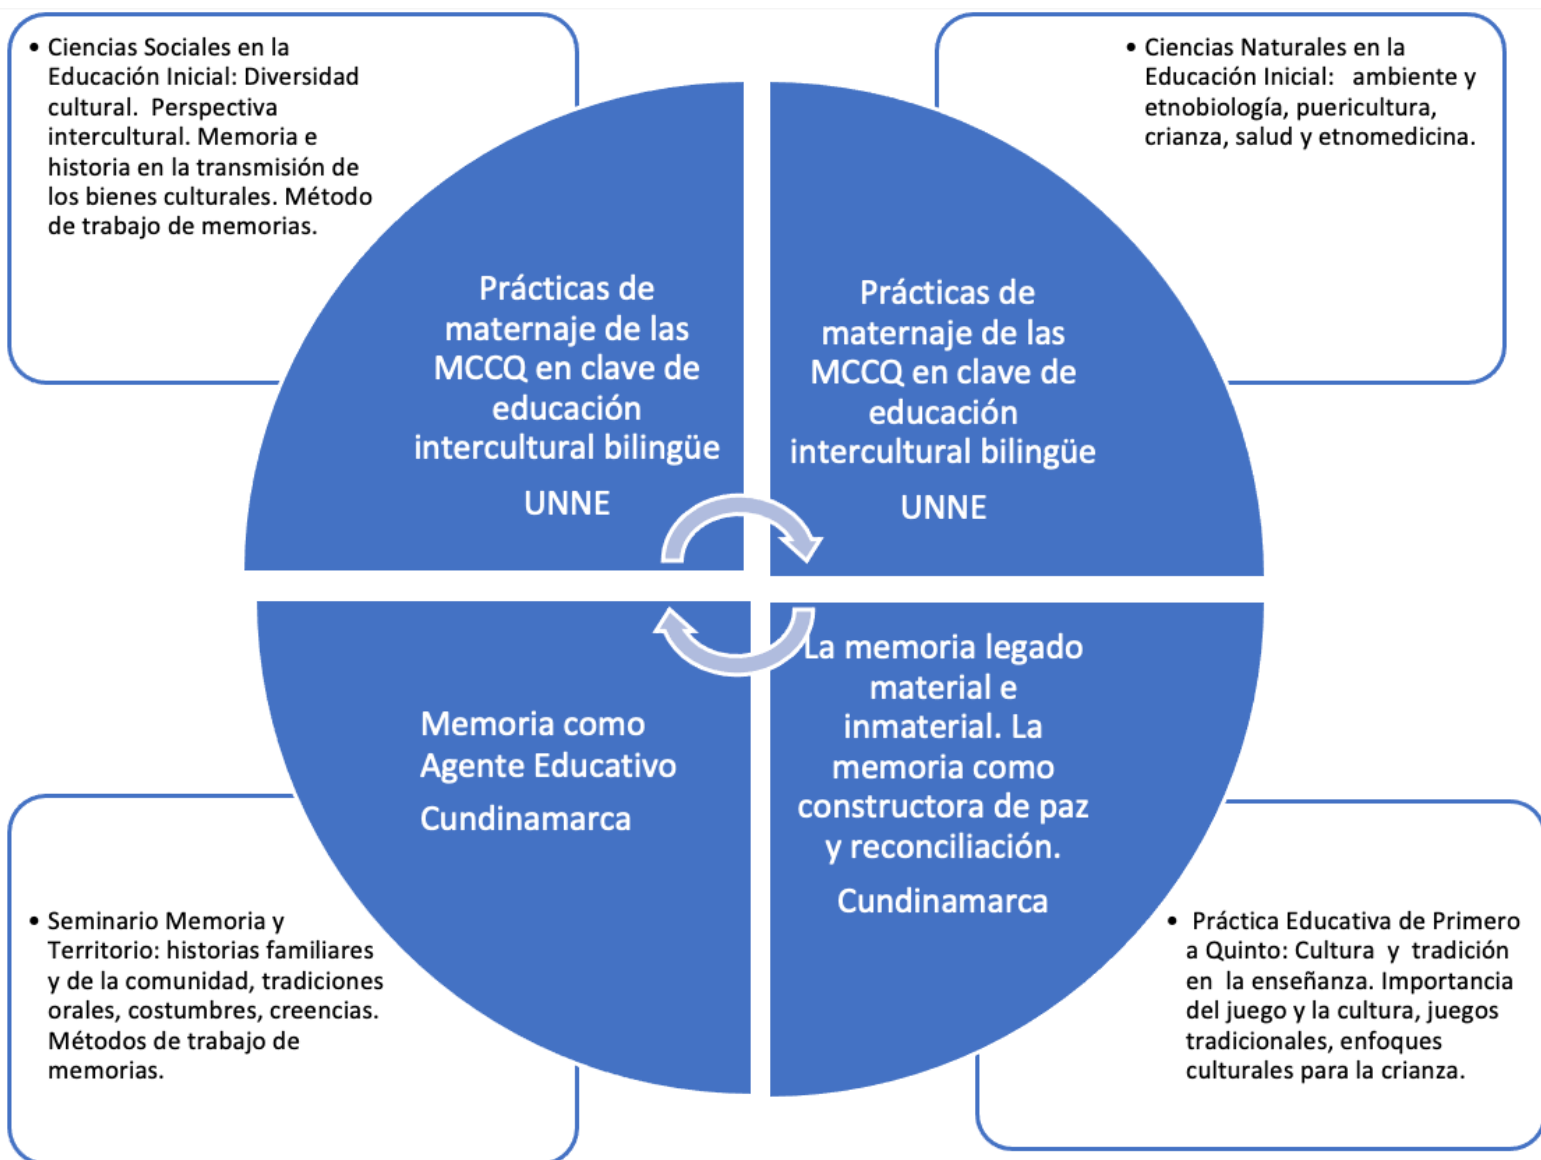 • Ciencias Sociales en la
Educación Inicial: Diversidad
cultural. Perspectiva
intercultural. Memoria e
historia en la transmisión de
los bienes culturales. Método
de trabajo de memorias.
• Ciencias Naturales en la
Educación Inicial: ambiente y
etnobiología, puericultura,
crianza, salud y etnomedicina.
Prácticas de
maternaje de las
MCCQ en clave de
educación
intercultural bilingüe
UNNE
Prácticas de
maternaje de las
MCCQ en clave de
educación
intercultural bilingüe
UNNE
Memoria como
Agente Educativo
Cundinamarca
La memoria legado
material e
inmaterial. La
memoria como
constructora de paz
y reconciliación.
Cundinamarca
• Seminario Memoria y
Territorio: historias familiares
y de la comunidad, tradiciones
orales, costumbres, creencias.
Métodos de trabajo de
memorias.
• Práctica Educativa de Primero
a Quinto: Cultura y tradición
en la enseñanza. Importancia
del juego y la cultura, juegos
tradicionales, enfoques
culturales para la crianza.